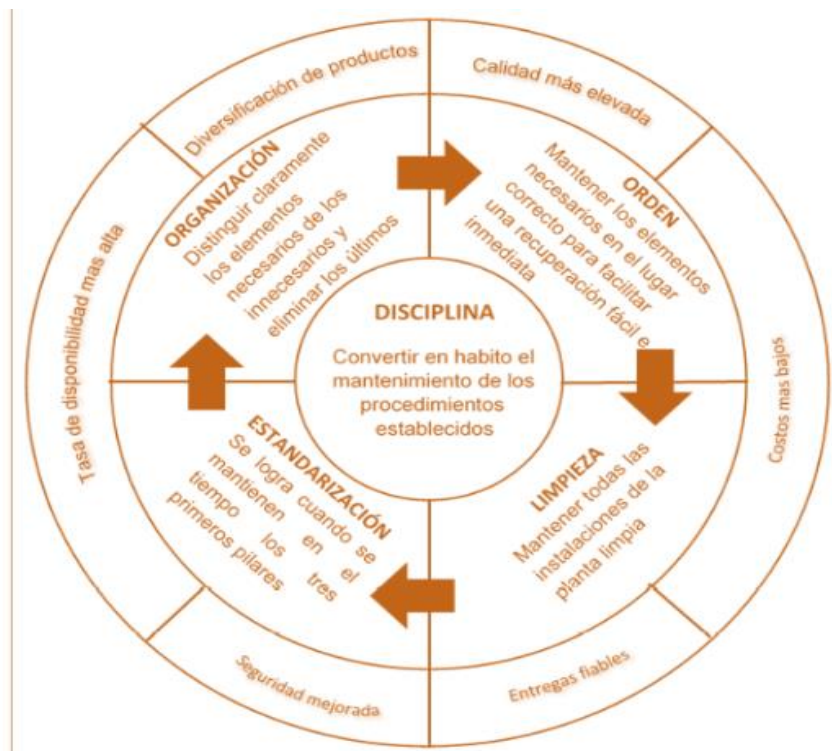 Diversificación de productos
Calidad más elevada
Costos mas bajos
Entregas fiables
Seguridad mejorada
Tasa de disponibilidad mas alta
ORGANIZACIÓN
Distinguir claramente
los elementos
necesarios de los
innecesarios y
eliminar los últimos
ORDEN
Mantener los elementos
necesarios en el lugar
correcto para facilitar
una recuperación fácil e
inmediata
LIMPIEZA
Mantener todas las
instalaciones de la
planta limpia
ESTANDARIZACIÓN
Se logra cuando se
mantienen en el
tiempo los tres
primeros pilares
DISCIPLINA
Convertir en habito el
mantenimiento de los
procedimientos
establecidos